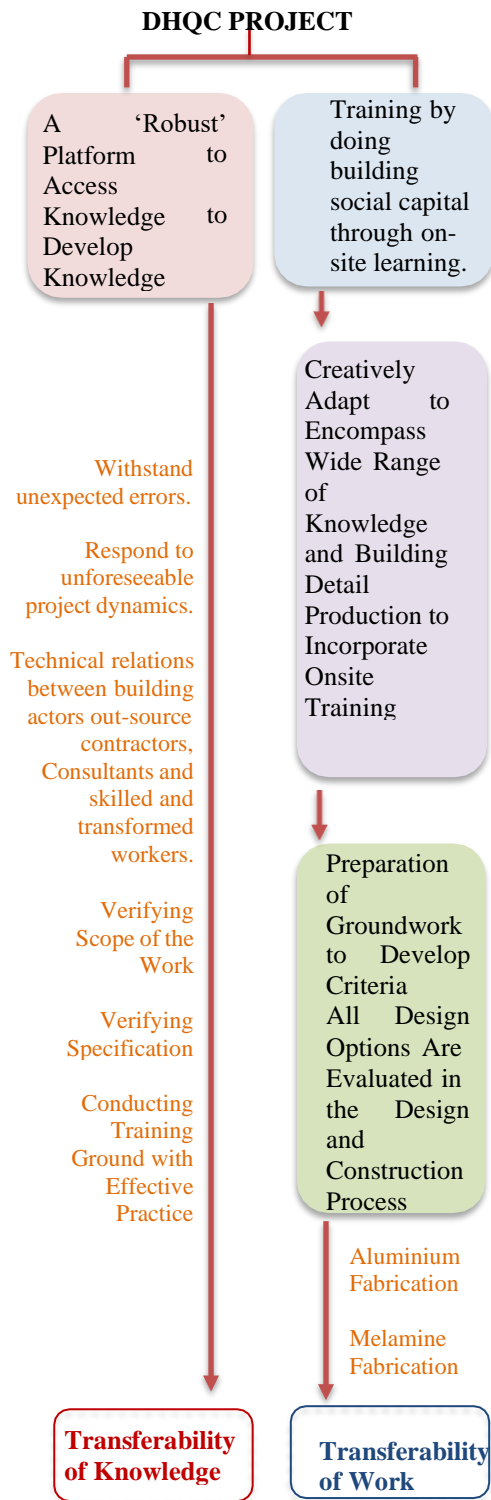 DHQC PROJECT
A ‘Robust’
Platform to
Access
Knowledge to
Develop
Knowledge
Training by
doing
building
social capital
through on-
site learning.
Creatively
Adapt to
Encompass
Wide Range
of
Knowledge
and Building
Detail
Production to
Incorporate
Onsite
Training
Withstand
unexpected errors.
Respond to
unforeseeable
project dynamics.
Technical relations
between building
actors out-source
contractors,
Consultants and
skilled and
transformed
workers.
Verifying
Scope of the
Work
Verifying
Specification
Conducting
Training
Ground with
Effective
Practice
Preparation
of
Groundwork
to Develop
Criteria
All Design
Options Are
Evaluated in
the Design
and
Construction
Process
Aluminium
Fabrication
Melamine
Fabrication
Transferability
of Knowledge
Transferability
of Work